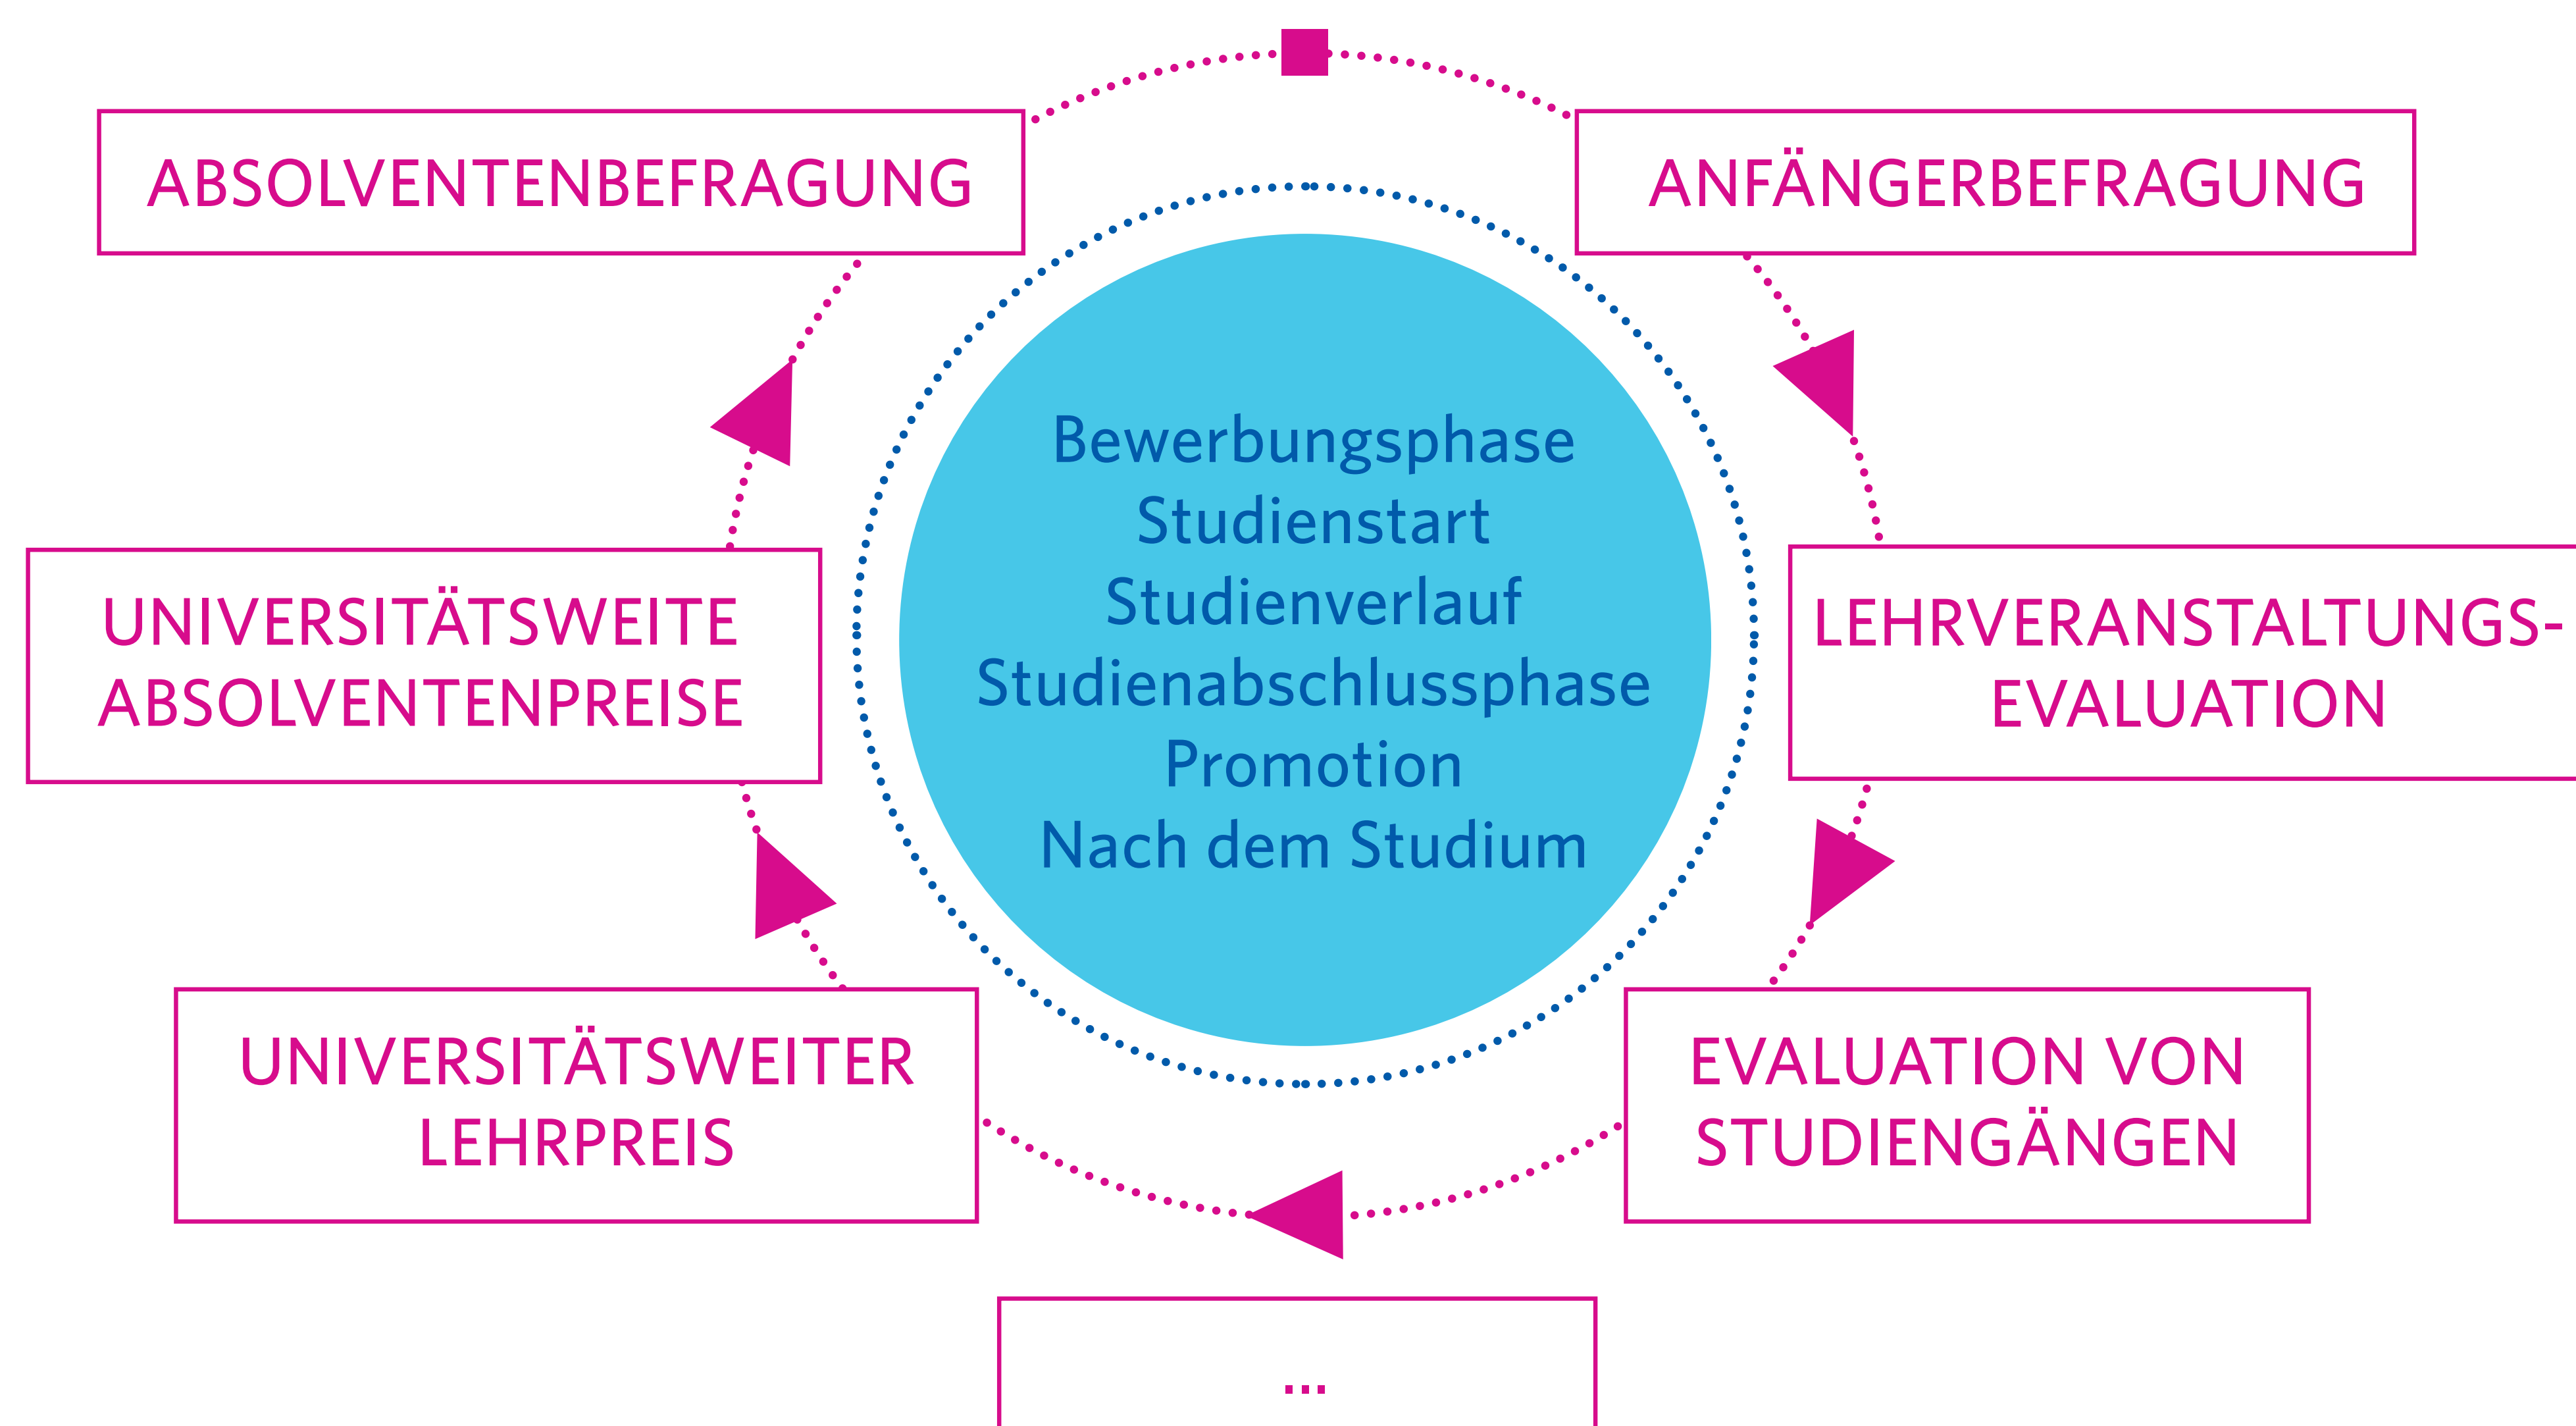 ABSOLVENTENBEFRAGUNG
ANFÄNGERBEFRAGUNG
Bewerbungsphase
Studienstart
Studienverlauf
Studienabschlussphase
Promotion
Nach dem Studium
UNIVERSITÄTSWEITE
ABSOLVENTENPREISE
LEHRVERANSTALTUNGS-
EVALUATION
UNIVERSITÄTSWEITER
LEHRPREIS
EVALUATION VON
STUDIENGÄNGEN
...